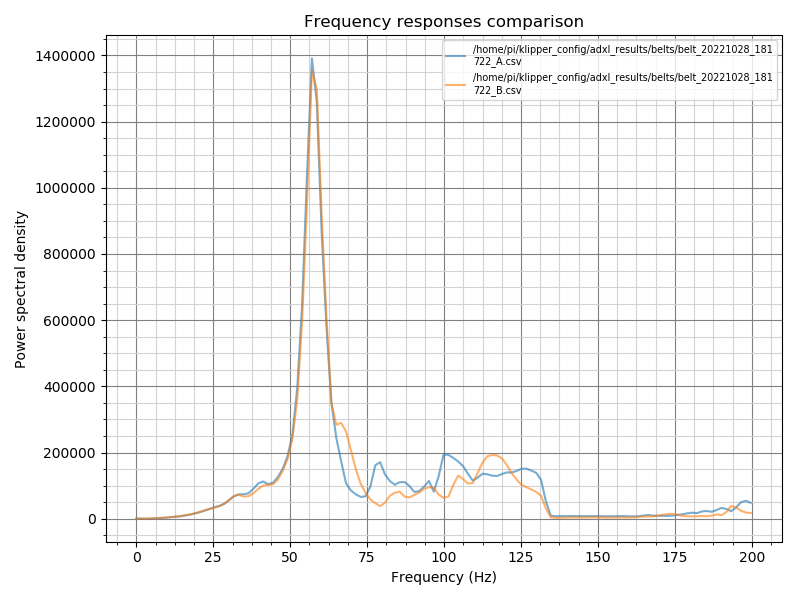 Frequency responses comparison
/home/pi/klipper_config/adxl_results/belts/belt_20221028_181
722_A.csv
/home/pi/klipper_config/adxl_results/belts/belt_20221028_181
722_B.csv
1400000
1200000
1000000
800000
600000
400000
200000
0
Power spectral density
0 25 50 75 100 125 150 175 200
Frequency (Hz)